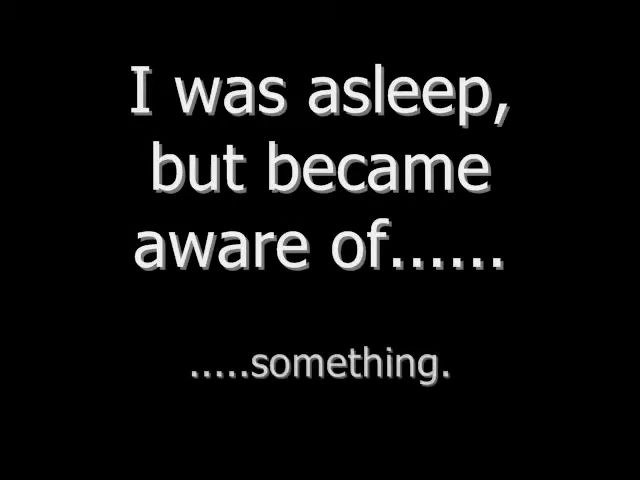 I was asleep,
but became
aware of......
.....something.